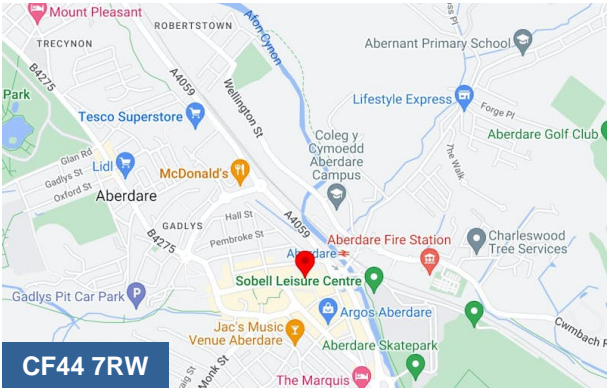 Mount Pleasant
ROBERTSTOWN
Afon Cynon
TRECYNON
Abernant Primary School
B4275
A4059
Park
Wellington St
Lifestyle Express
Tesco Superstore
Forge Pl
Coleg y
Cymoedd
Aberdare
Campus
Aberdare Golf Club
The Walk
Glan Rd
Lidl
Gadlys St
Oxford St
McDonald's
Aberdare
Hall St
A4059
GADLYS
Pembroke St
B4275
Aberdare
Aberdare Fire Station
Charleswood
Tree Services
Sobell Leisure Centre
Gadlys Pit Car Park
Argos Aberdare
Jac's Music
Venue Aberdare
Aberdare Skatepark
Cwmbach R
Monk St
aig St
The Marquis
CF44 7RW